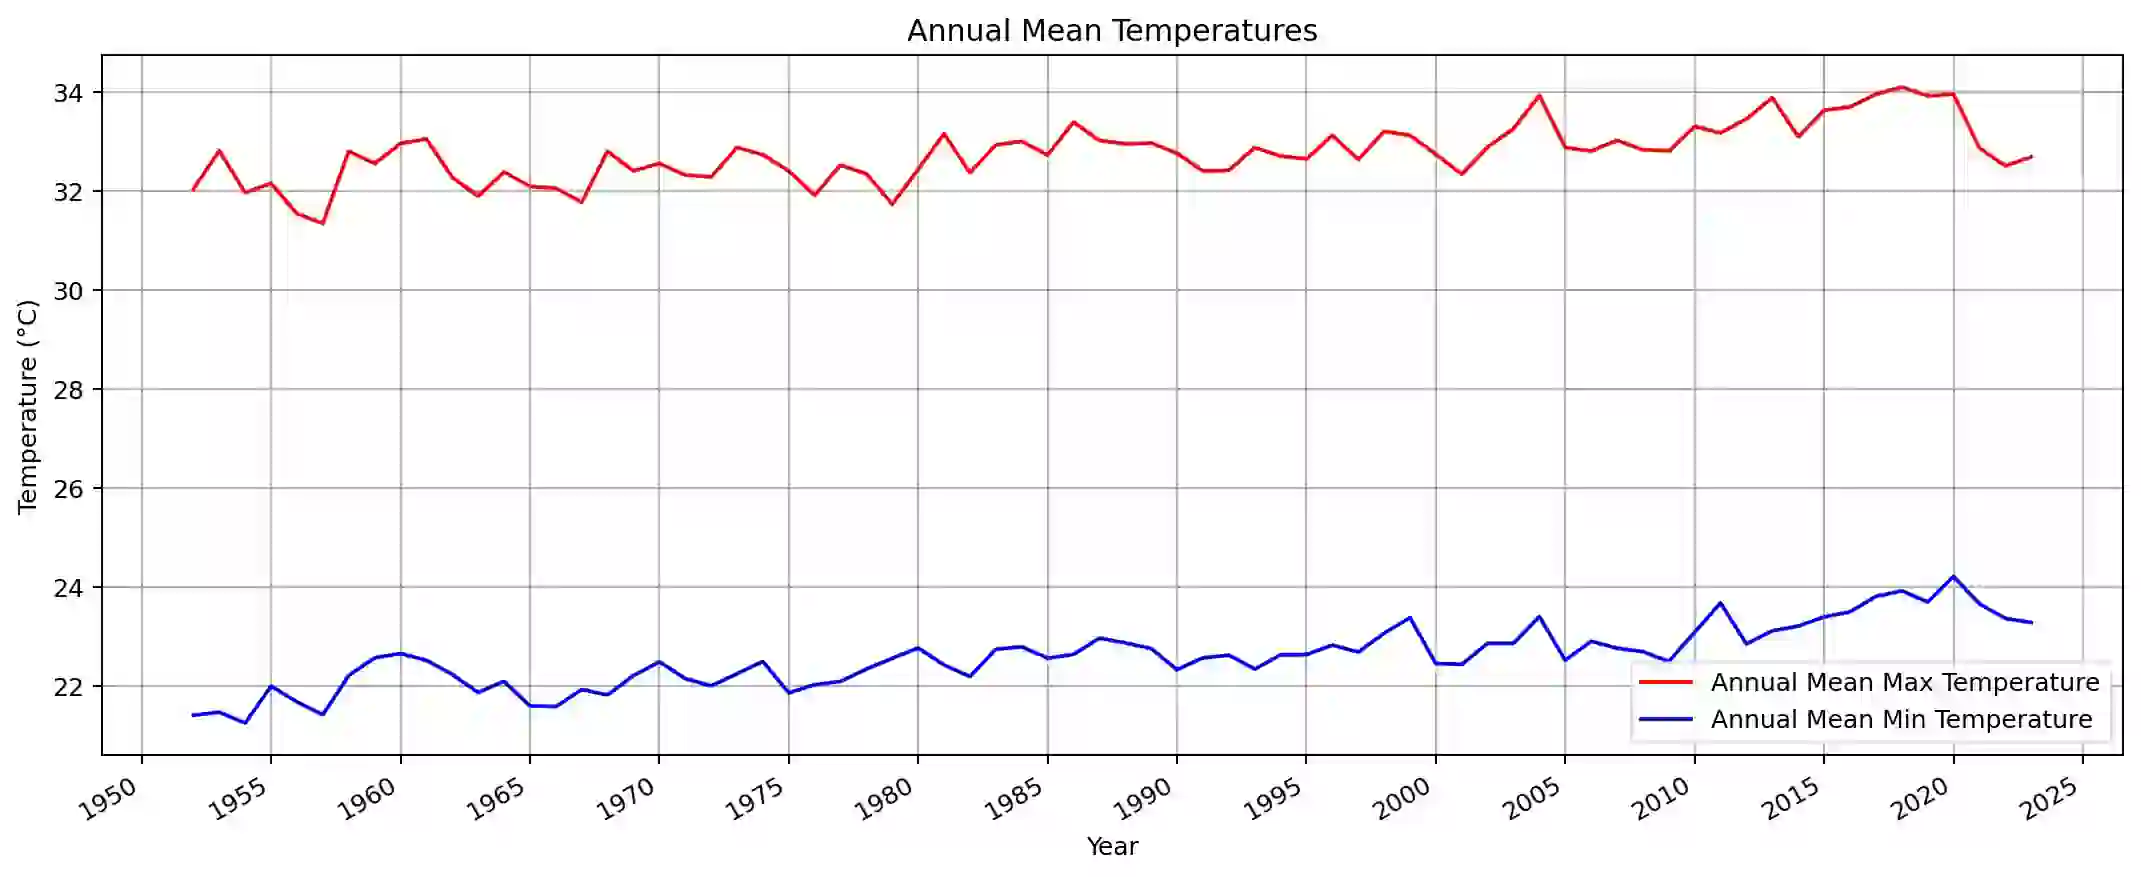 Annual Mean Temperatures
34
32
30
28
26
24
22
Temperature (°C)
Annual Mean Max Temperature
Annual Mean Min Temperature
1950 1955 1960 1965 1970 1975 1980 1985 1990 1995 2000 2005 2010 2015 2020 2025
Year